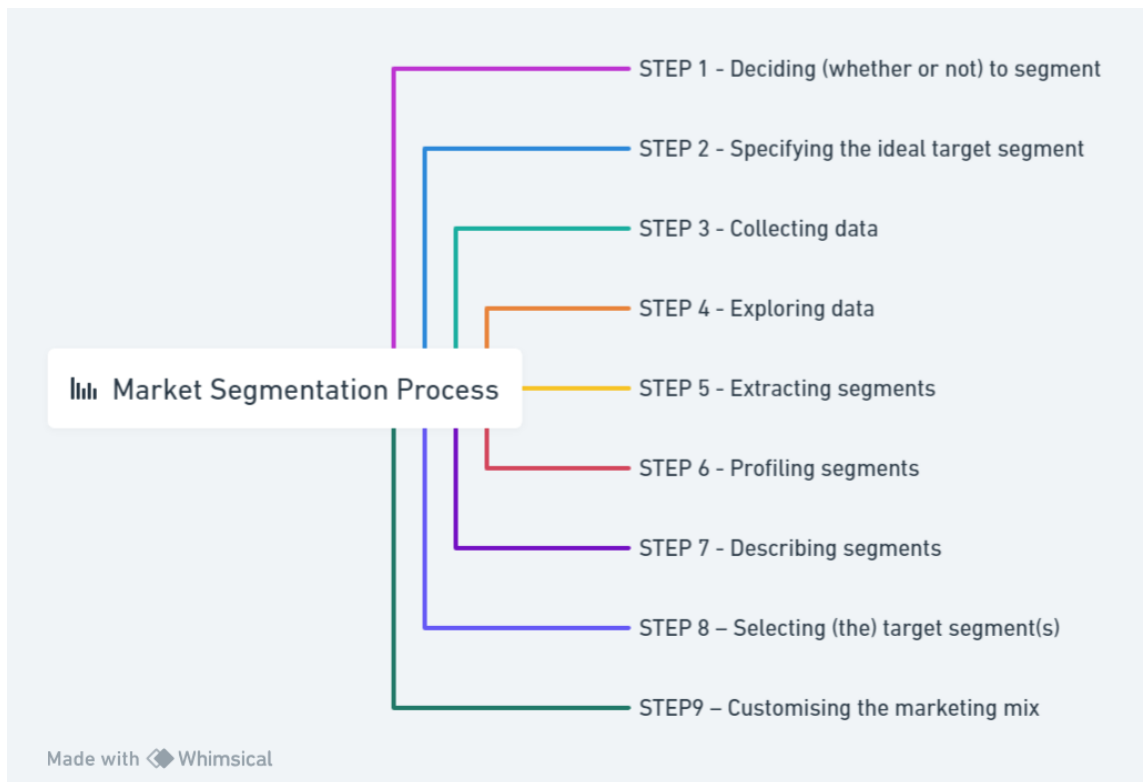 STEP 1 - Deciding (whether or not) to segment
STEP 2 - Specifying the ideal target segment
STEP 3 - Collecting data
STEP 4 - Exploring data
Market Segmentation Process
STEP 5 - Extracting segments
STEP 6 - Profiling segments
STEP 7 - Describing segments
STEP 8 – Selecting (the) target segment(s)
STEP9 – Customising the marketing mix
Made with Whimsical